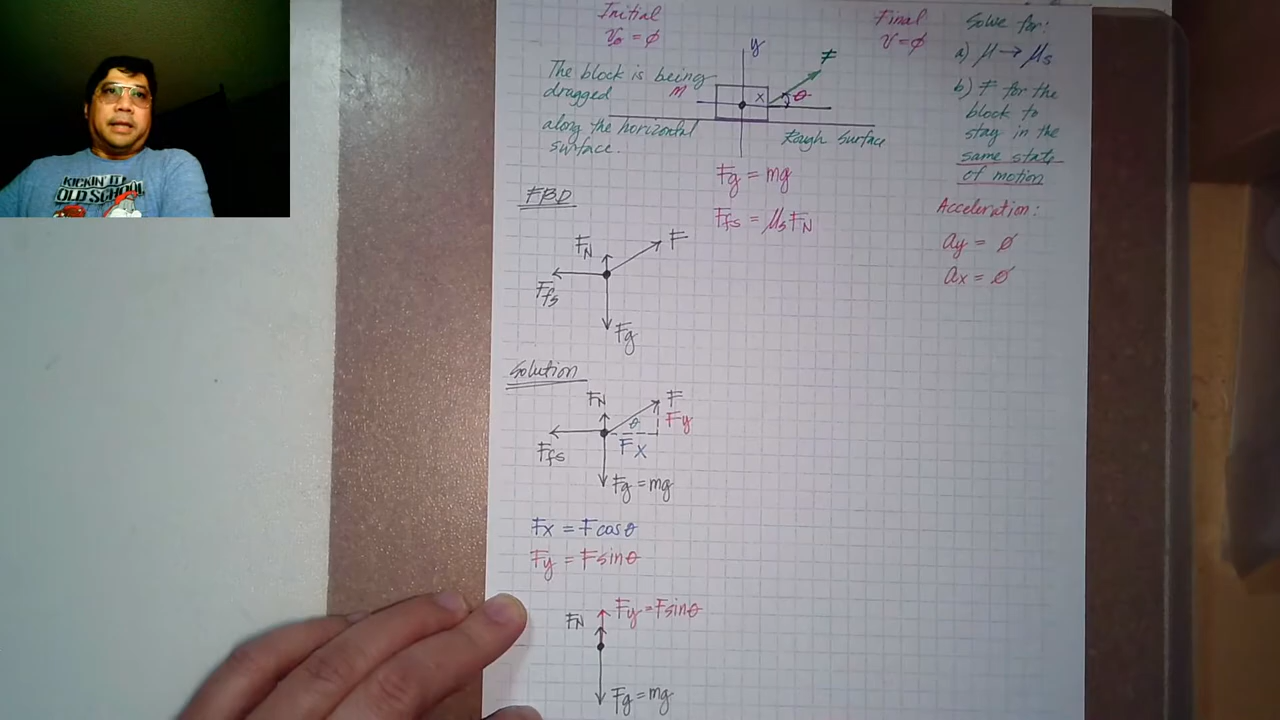 Initial
v₀ = ∅
Final
v = ∅
Solve for:
a) μ → μs
b) F for the
block to
stay in the
same state
of motion
The block is being
dragged
along the horizontal
surface.
y
F
m
x
θ
Rough Surface
Fg = mg
Ffs = μs FN
Acceleration:
ay = ∅
ax = ∅
FBD
FN
F
Ffs
Fg
Solution
FN
F
θ
Fy
Fx
Ffs
Fg = mg
Fx = Fcosθ
Fy = Fsinθ
FN
Fy = Fsinθ
Fg = mg
KICKIN' IT
OLD SCHOOL